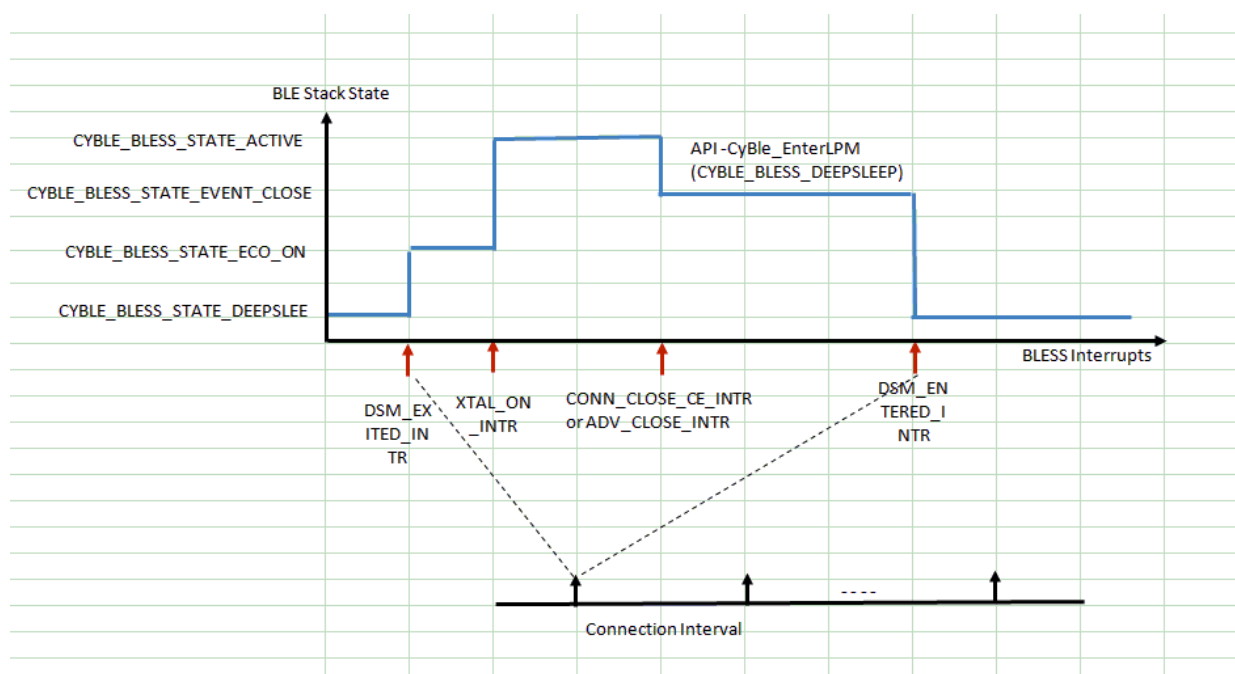 BLE Stack State
CYBLE_BLESS_STATE_ACTIVE
API -CyBle_EnterLPM
(CYBLE_BLESS_DEEPSLEEP)
CYBLE_BLESS_STATE_EVENT_CLOSE
CYBLE_BLESS_STATE_ECO_ON
CYBLE_BLESS_STATE_DEEPSLEE
BLESS Interrupts
DSM_EX
ITED_IN
TR
XTAL_ON
_INTR
CONN_CLOSE_CE_INTR
or ADV_CLOSE_INTR
DSM_EN
TERED_I
NTR
- - - -
Connection Interval